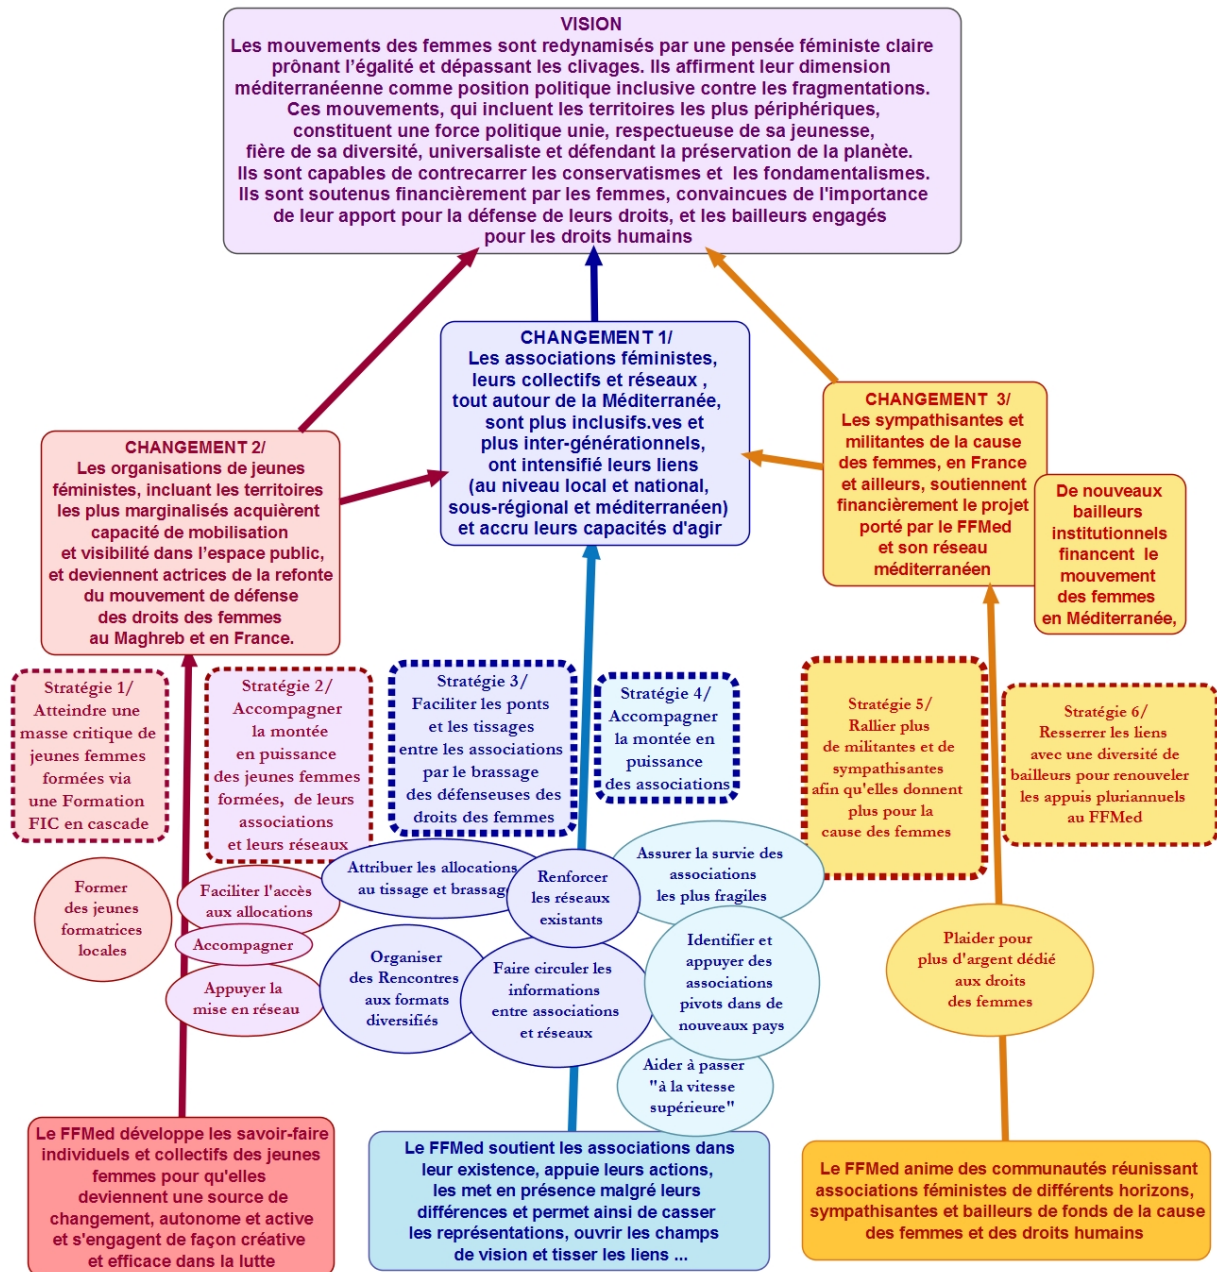 VISION
Les mouvements des femmes sont redynamisés par une pensée féministe claire
prônant l'égalité et dépassant les clivages. Ils affirment leur dimension
méditerranéenne comme position politique inclusive contre les fragmentations.
Ces mouvements, qui incluent les territoires les plus périphériques,
constituent une force politique unie, respectueuse de sa jeunesse,
fière de sa diversité, universaliste et défendant la préservation de la planète.
Ils sont capables de contrecarrer les conservatismes et les fondamentalismes.
Ils sont soutenus financièrement par les femmes, convaincues de l'importance
de leur apport pour la défense de leurs droits, et les bailleurs engagés
pour les droits humains
CHANGEMENT 2/
Les organisations de jeunes
féministes, incluant les territoires
les plus marginalisés acquièrent
capacité de mobilisation
et visibilité dans l'espace public,
et deviennent actrices de la refonte
du mouvement de défense
des droits des femmes
au Maghreb et en France.
CHANGEMENT 1/
Les associations féministes,
leurs collectifs et réseaux ,
tout autour de la Méditerranée,
sont plus inclusifs.ves et
plus inter-générationnels,
ont intensifié leurs liens
(au niveau local et national,
sous-régional et méditerranéen)
et accru leurs capacités d'agir
CHANGEMENT 3/
Les sympathisantes et
militantes de la cause
des femmes, en France
et ailleurs, soutiennent
financièrement le projet
porté par le FFMed
et son réseau
méditerranéen
De nouveaux
bailleurs
institutionnels
financent le
mouvement
des femmes
en Méditerranée,
Stratégie 1/
Atteindre une
masse critique de
jeunes femmes
formées via
une Formation
FIC en cascade
Stratégie 2/
Accompagner
la montée
en puissance
des jeunes femmes
formées, de leurs
associations
et leurs réseaux
Stratégie 3/
Faciliter les ponts
et les tissages
entre les associations
par le brassage
des défenseuses des
droits des femmes
Stratégie 4/
Accompagner
la montée en
puissance
des associations
Stratégie 5/
Rallier plus
de militantes et de
sympathisantes
afin qu'elles donnent
plus pour la
cause des femmes
Stratégie 6/
Resserrer les liens
avec une diversité de
bailleurs pour renouveler
les appuis pluriannuels
au FFMed
Former
des jeunes
formatrices
locales
Faciliter l'accès
aux allocations
Accompagner
Appuyer la
mise en réseau
Attribuer les allocations
au tissage et brassage
Renforcer
les réseaux
existants
Organiser
des Rencontres
aux formats
diversifiés
Faire circuler les
informations
entre associations
et réseaux
Assurer la survie des
associations
les plus fragiles
Identifier et
appuyer des
associations
pivots dans de
nouveaux pays
Aider à passer
"à la vitesse
supérieure"
Plaider pour
plus d'argent dédié
aux droits
des femmes
Le FFMed développe les savoir-faire
individuels et collectifs des jeunes
femmes pour qu'elles
deviennent une source de
changement, autonome et active
et s'engagent de façon créative
et efficace dans la lutte
Le FFMed soutient les associations dans
leur existence, appuie leurs actions,
les met en présence malgré leurs
différences et permet ainsi de casser
les représentations, ouvrir les champs
de vision et tisser les liens ...
Le FFMed anime des communautés réunissant
associations féministes de différents horizons,
sympathisantes et bailleurs de fonds de la cause
des femmes et des droits humains